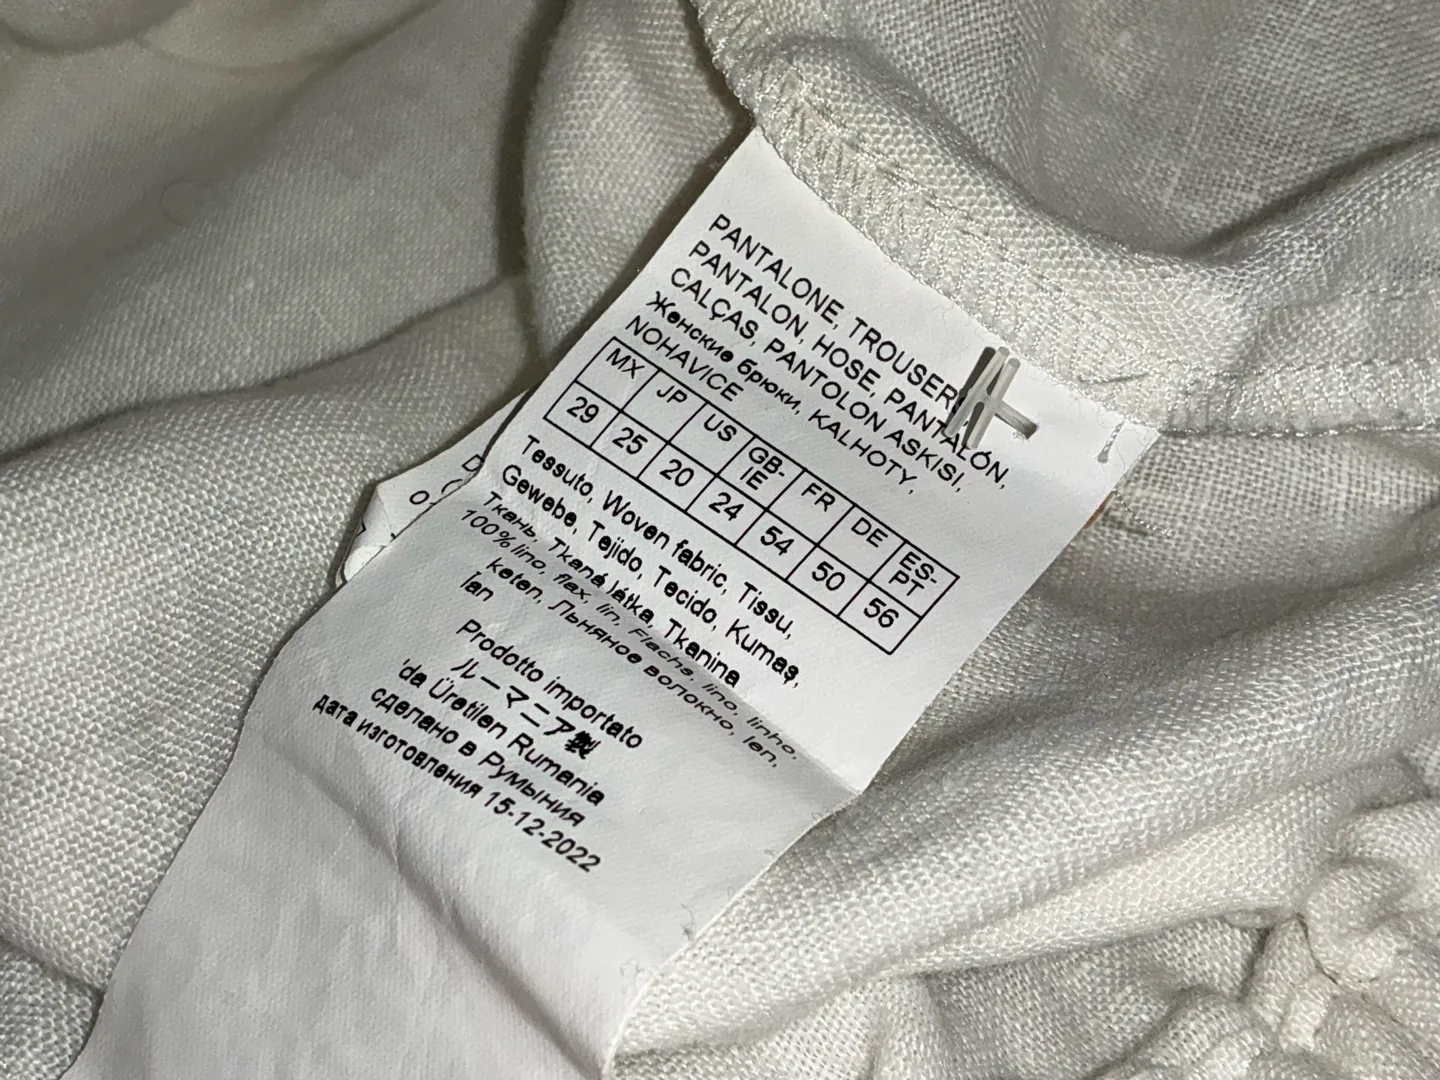 PANTALONE, TROUSERS,
PANTALON, HOSE, PANTALÓN,
CALÇAS, PANTOLON ASKISI,
Женские брюки, KALHOTY,
NOHAVICE
MX JP US GB-IE FR DE ES-PT
29 25 20 24 54 50 56
Tessuto, Woven fabric, Tissu,
Gewebe, Tejido, Tecido, Kumaş,
Ткань, Tkaná látka, Tkanina
100% lino, flax, lin, Flachs, lino, linho,
keten, Льняное волокно, len,
ľan
Prodotto importato
ルーマニア製
'da Üretilen Rumania
сделано в Румыния
дата изготовления 15-12-2022